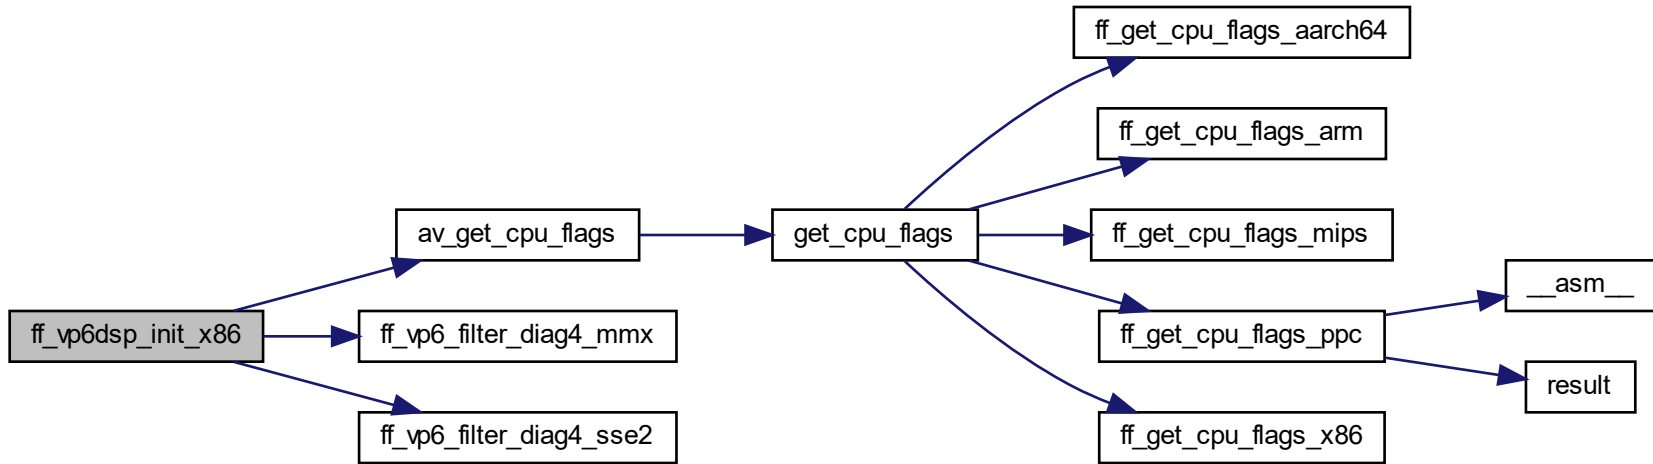 ff_get_cpu_flags_aarch64
ff_get_cpu_flags_arm
av_get_cpu_flags
get_cpu_flags
ff_get_cpu_flags_mips
__asm__
ff_vp6dsp_init_x86
ff_vp6_filter_diag4_mmx
ff_get_cpu_flags_ppc
result
ff_vp6_filter_diag4_sse2
ff_get_cpu_flags_x86